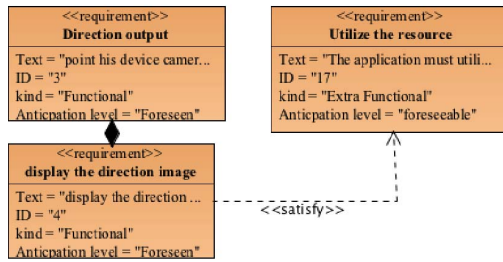 <<requirement>>
Direction output
Text = "point his device camer...
ID = "3"
kind = "Functional"
Anticpation level = "Foreseen"
<<requirement>>
Utilize the resource
Text = "The application must utili...
ID = "17"
kind = "Extra Functional"
Anticpation level = "foreseeable"
<<requirement>>
display the direction image
Text = "display the direction ...
ID = "4"
kind = "Functional"
Anticpation level = "Foreseen"
<<satisfy>>